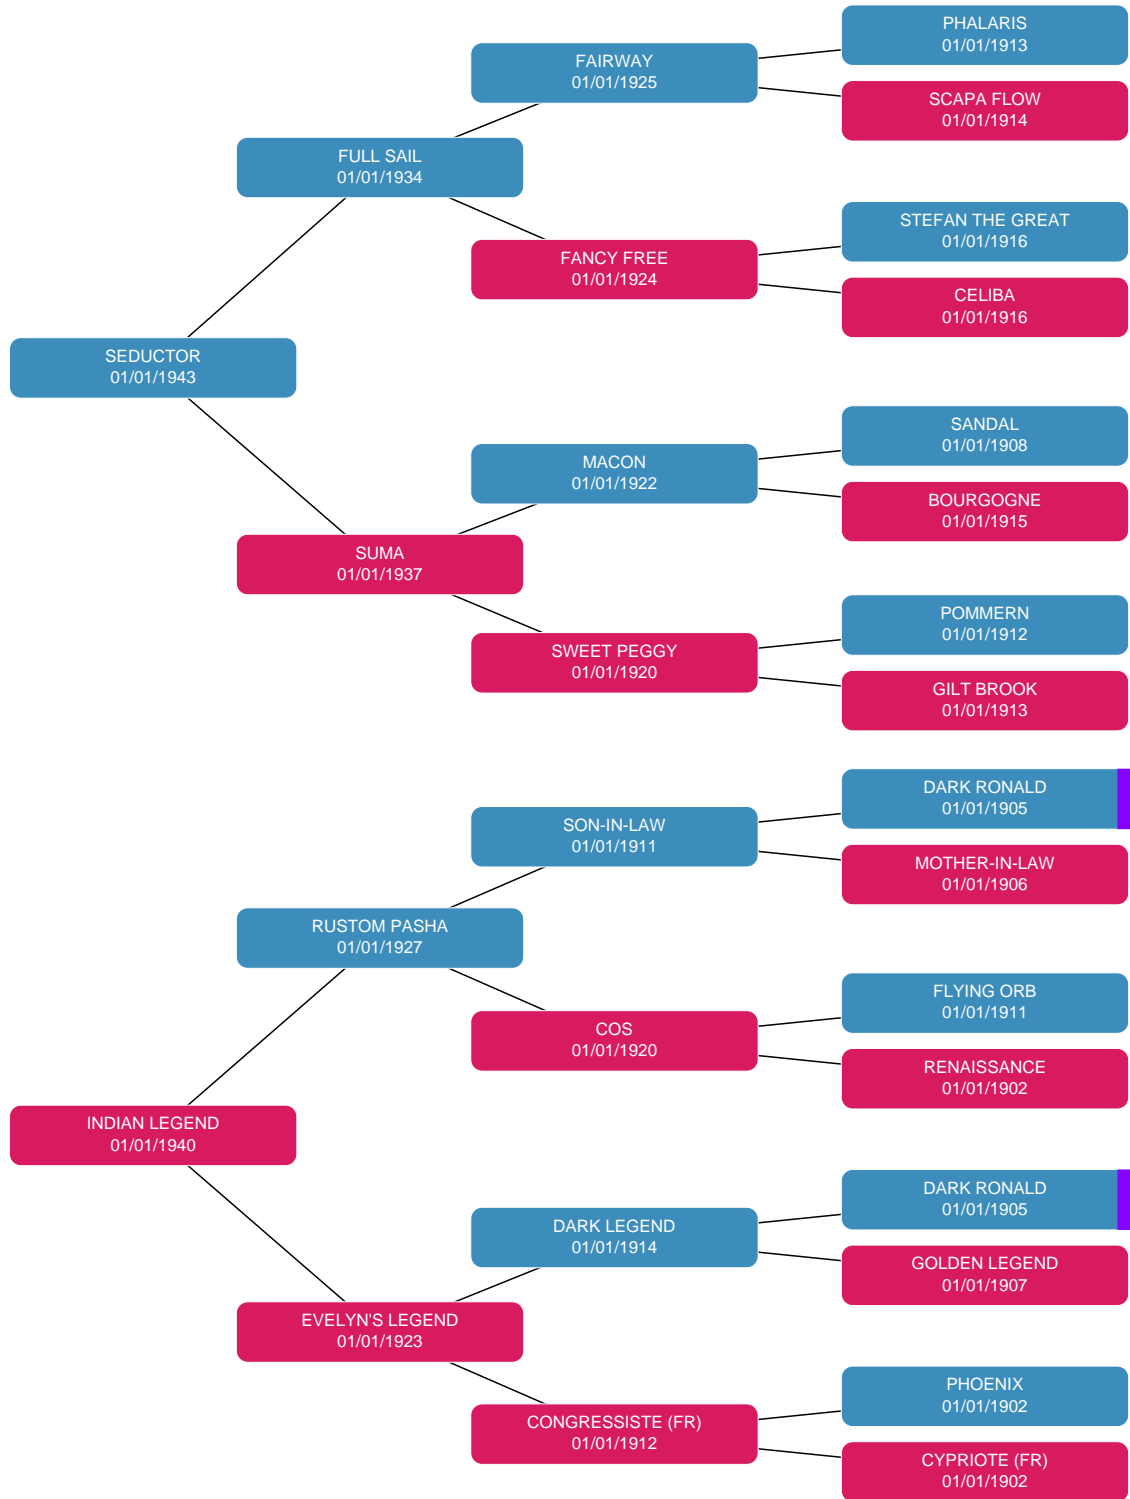 PHALARIS
01/01/1913
FAIRWAY
01/01/1925
SCAPA FLOW
01/01/1914
FULL SAIL
01/01/1934
STEFAN THE GREAT
01/01/1916
FANCY FREE
01/01/1924
CELIBA
01/01/1916
SEDUCTOR
01/01/1943
SANDAL
01/01/1908
MACON
01/01/1922
BOURGOGNE
01/01/1915
SUMA
01/01/1937
POMMERN
01/01/1912
SWEET PEGGY
01/01/1920
GILT BROOK
01/01/1913
DARK RONALD
01/01/1905
SON-IN-LAW
01/01/1911
MOTHER-IN-LAW
01/01/1906
RUSTOM PASHA
01/01/1927
FLYING ORB
01/01/1911
COS
01/01/1920
RENAISSANCE
01/01/1902
INDIAN LEGEND
01/01/1940
DARK RONALD
01/01/1905
DARK LEGEND
01/01/1914
GOLDEN LEGEND
01/01/1907
EVELYN'S LEGEND
01/01/1923
PHOENIX
01/01/1902
CONGRESSISTE (FR)
01/01/1912
CYPRIOTE (FR)
01/01/1902